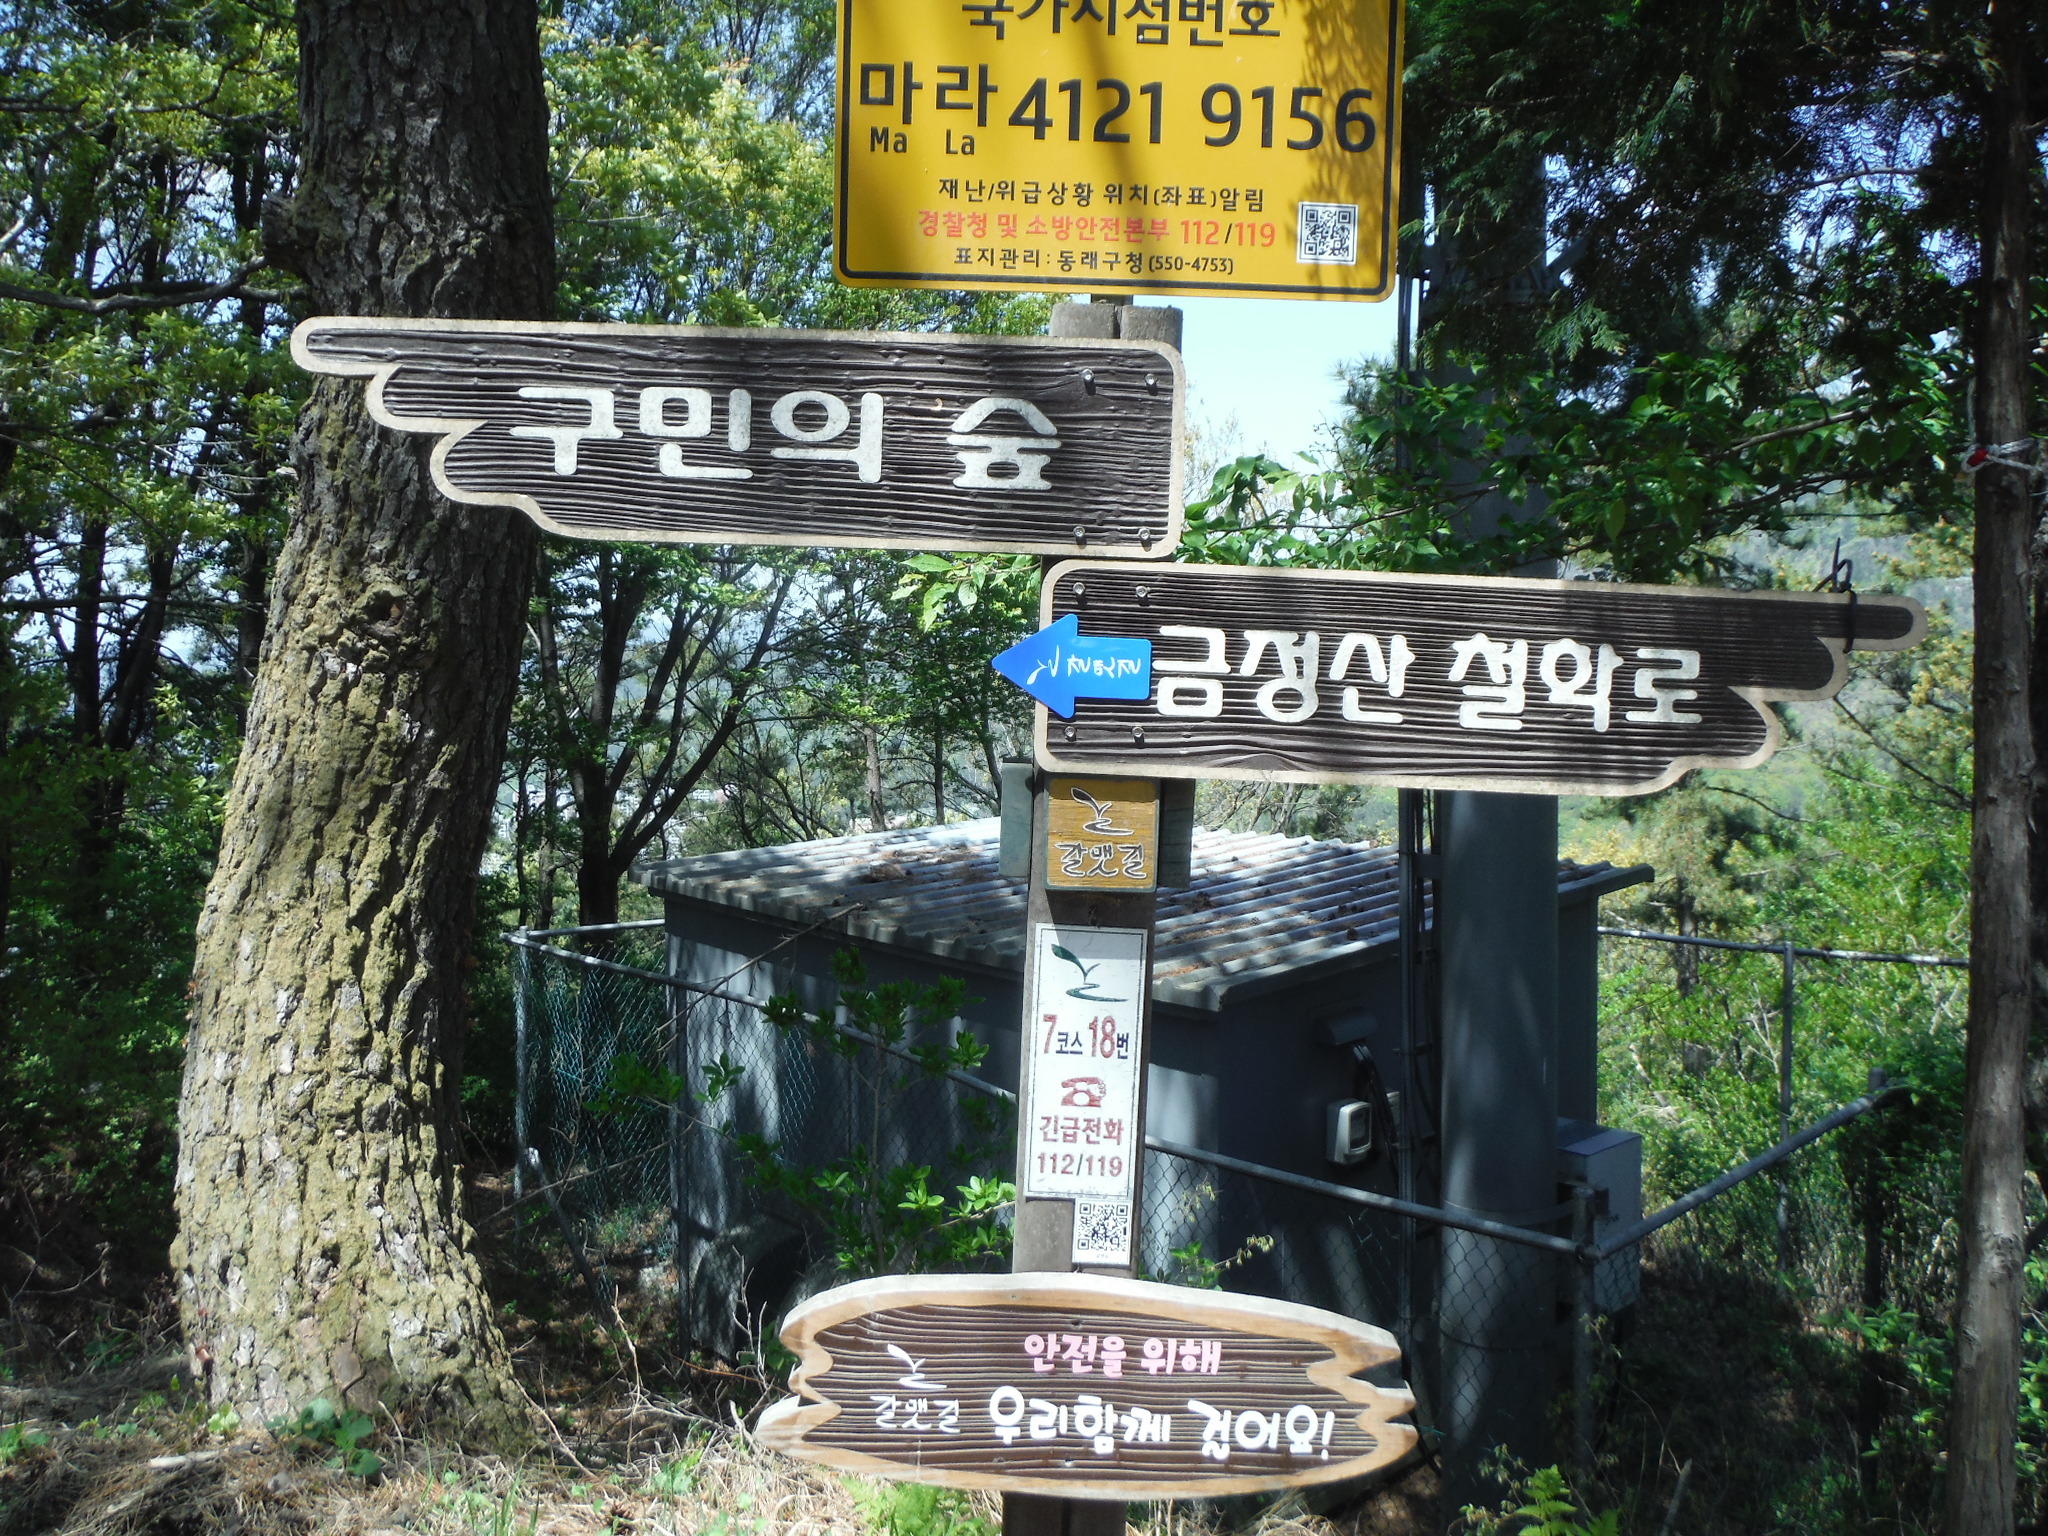 국가지점번호
마 라 4121 9156
Ma La
재난/위급상황 위치(좌표)알림
경찰청 및 소방안전본부 112/119
표지관리 : 동래구청 (550-4753)
구민의 숲
금정산 철학로
갈맷길
갈맷길
7코스 18번
긴급전화
112/119
안전을 위해
갈맷길 우리함께 걸어요!